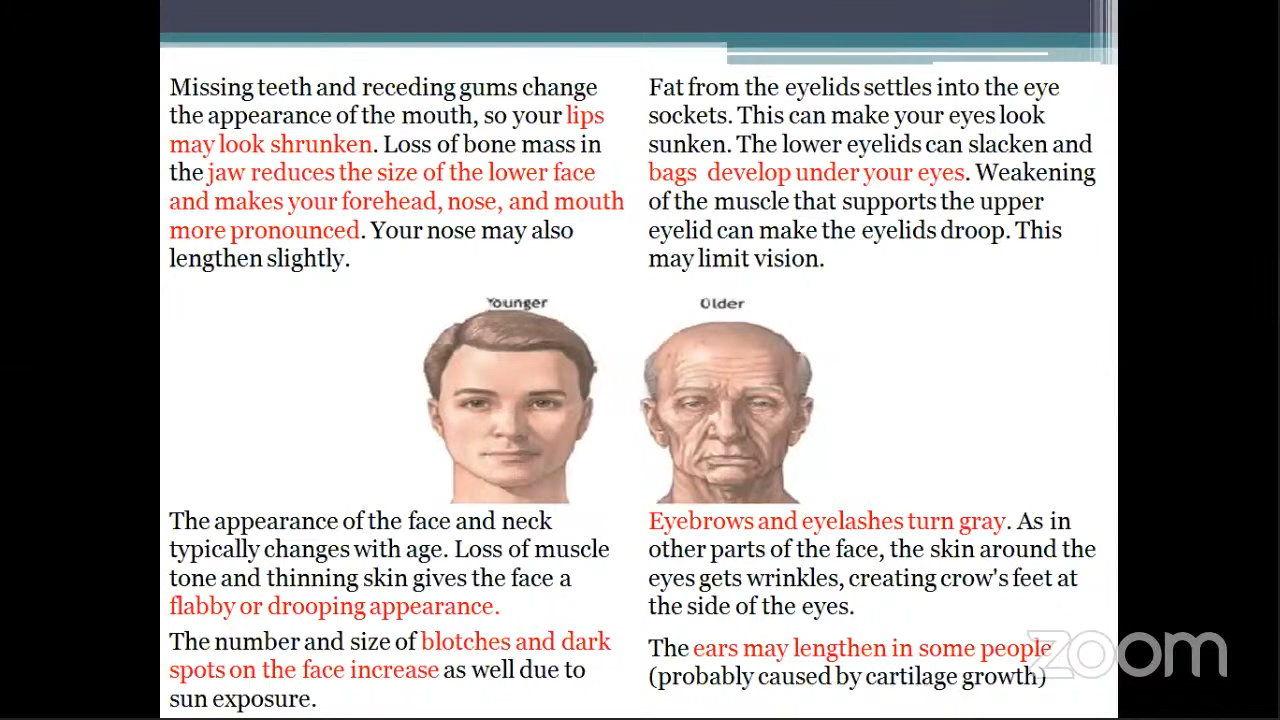 Missing teeth and receding gums change
the appearance of the mouth, so your lips
may look shrunken. Loss of bone mass in
the jaw reduces the size of the lower face
and makes your forehead, nose, and mouth
more pronounced. Your nose may also
lengthen slightly.
Fat from the eyelids settles into the eye
sockets. This can make your eyes look
sunken. The lower eyelids can slacken and
bags  develop under your eyes. Weakening
of the muscle that supports the upper
eyelid can make the eyelids droop. This
may limit vision.
Younger
Older
The appearance of the face and neck
typically changes with age. Loss of muscle
tone and thinning skin gives the face a
flabby or drooping appearance.
The number and size of blotches and dark
spots on the face increase as well due to
sun exposure.
Eyebrows and eyelashes turn gray. As in
other parts of the face, the skin around the
eyes gets wrinkles, creating crow's feet at
the side of the eyes.
The ears may lengthen in some people
(probably caused by cartilage growth)
zoom